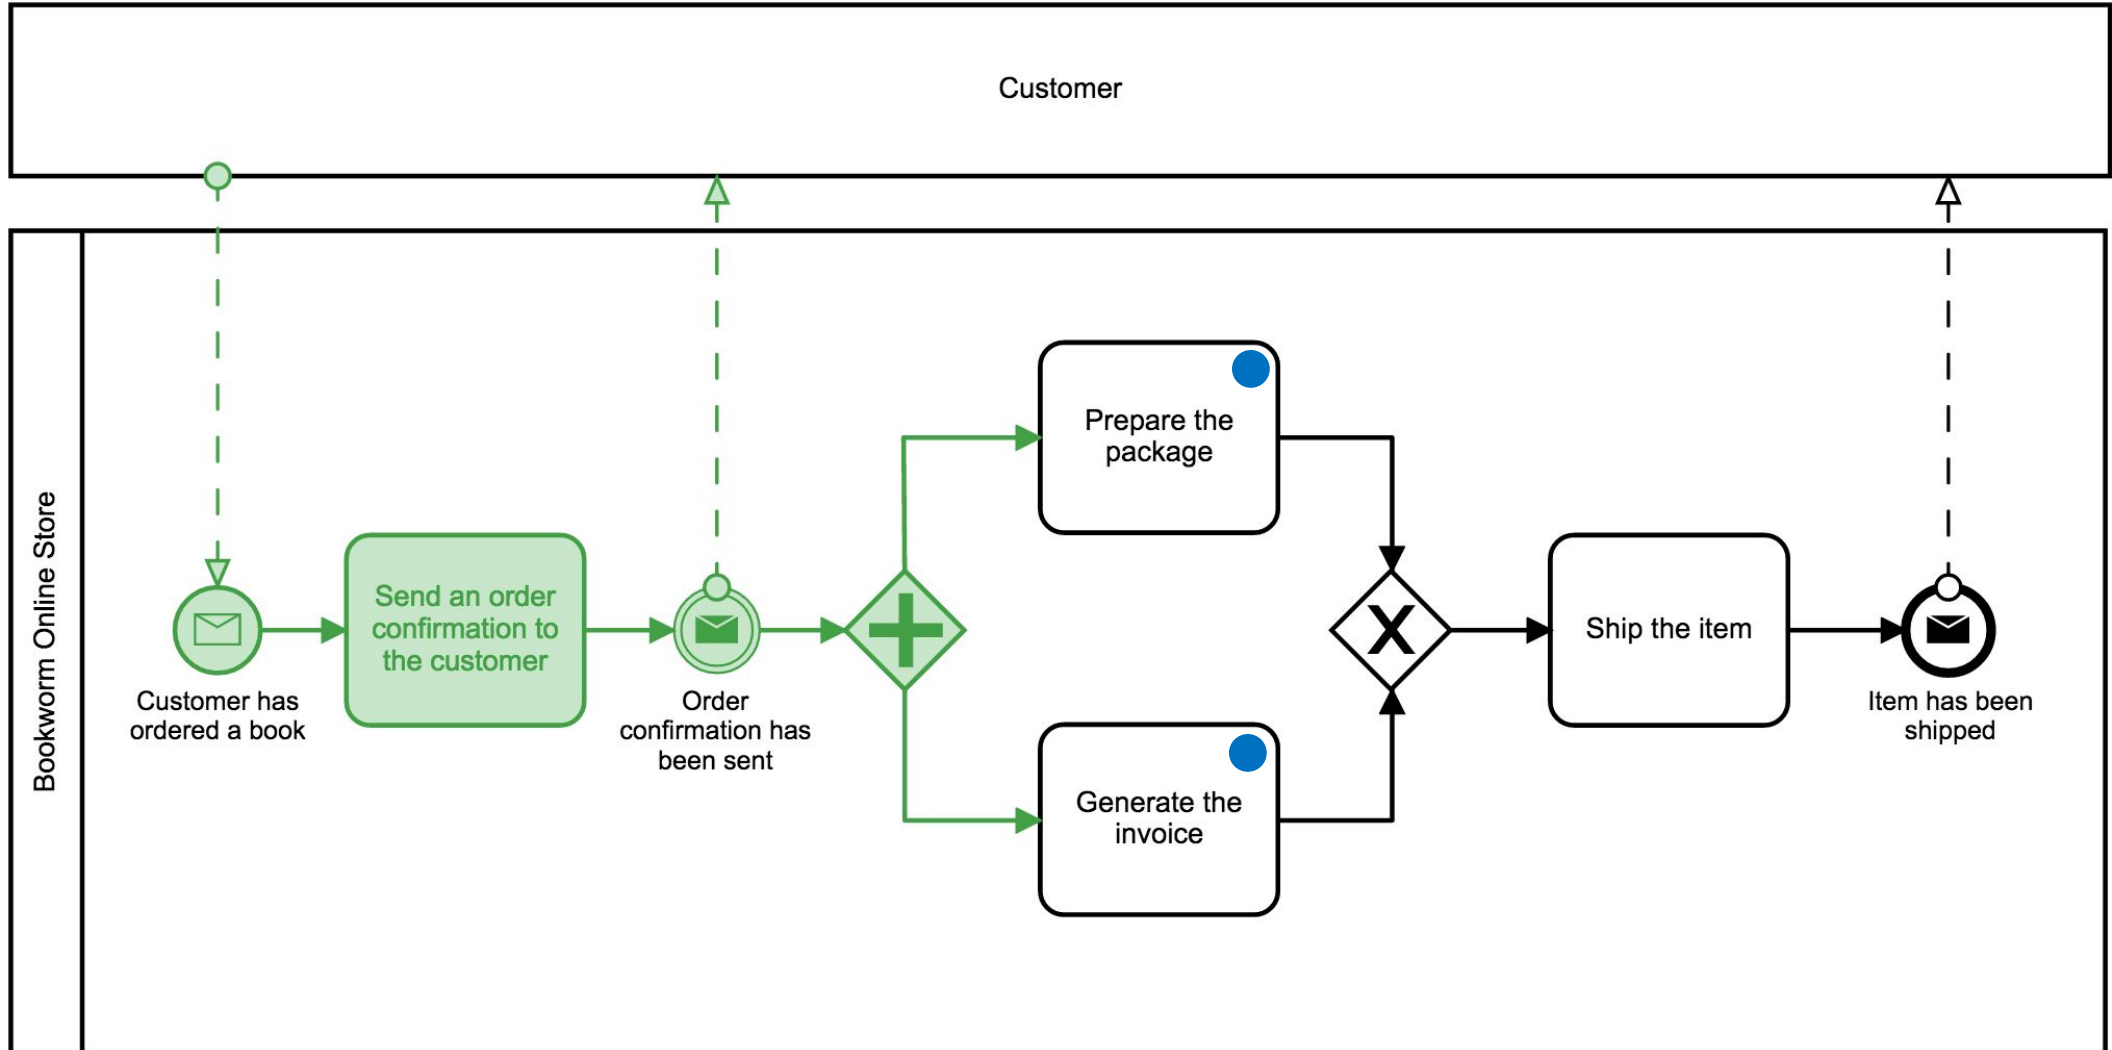 Customer
Bookworm Online Store
Customer has
ordered a book
Send an order
confirmation to
the customer
Order
confirmation has
been sent
Prepare the
package
Generate the
invoice
X
Ship the item
Item has been
shipped